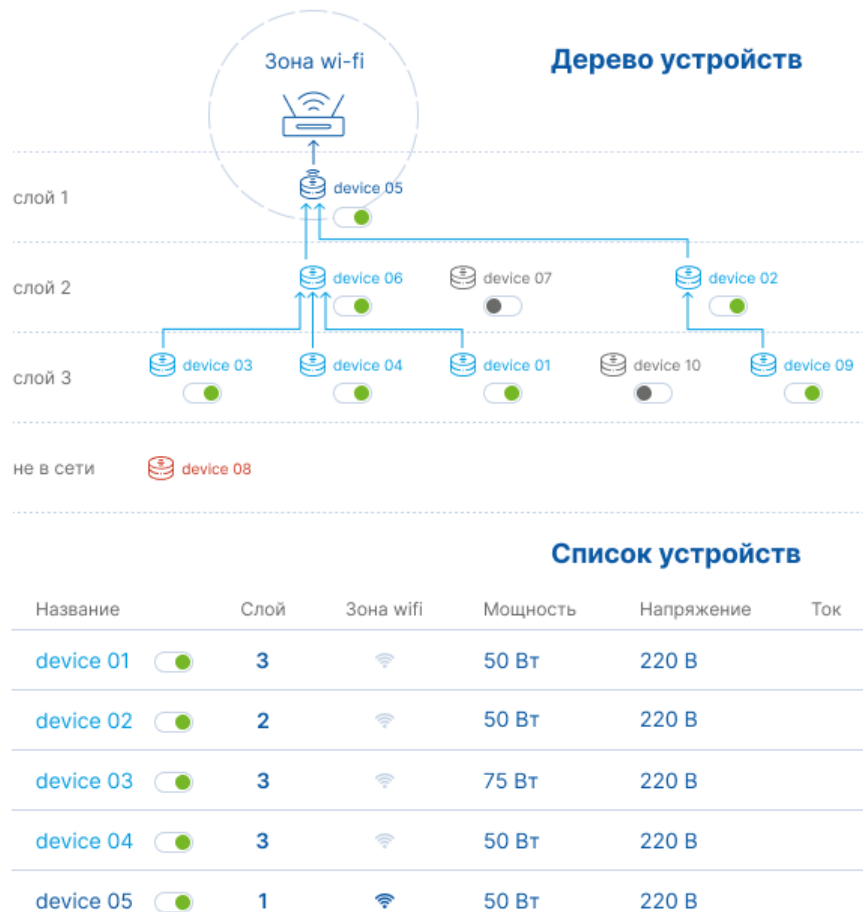 Зона wi-fi
Дерево устройств
слой 1
device 05
слой 2
device 06
device 07
device 02
слой 3
device 03
device 04
device 01
device 10
device 09
не в сети
device 08
Список устройств
Название Слой Зона wifi Мощность Напряжение Ток
device 01 3 50 Вт 220 В
device 02 2 50 Вт 220 В
device 03 3 75 Вт 220 В
device 04 3 50 Вт 220 В
device 05 1 50 Вт 220 В